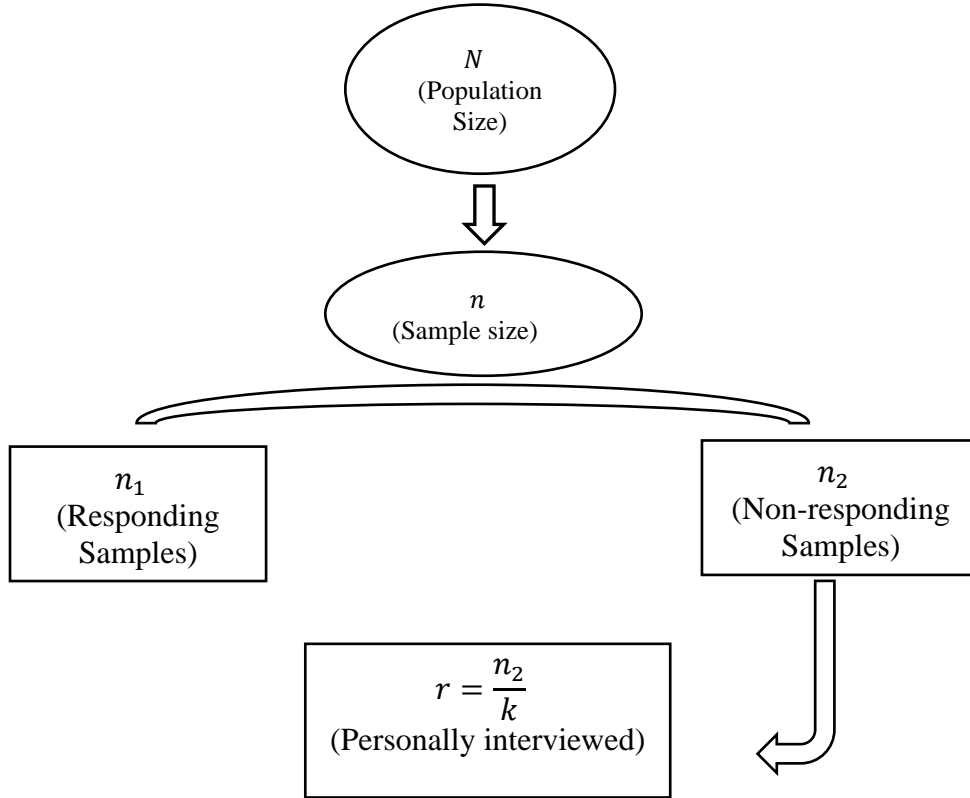 N
(Population
Size)
n
(Sample size)
n₁
(Responding
Samples)
n₂
(Non-responding
Samples)
r = n₂/k
(Personally interviewed)